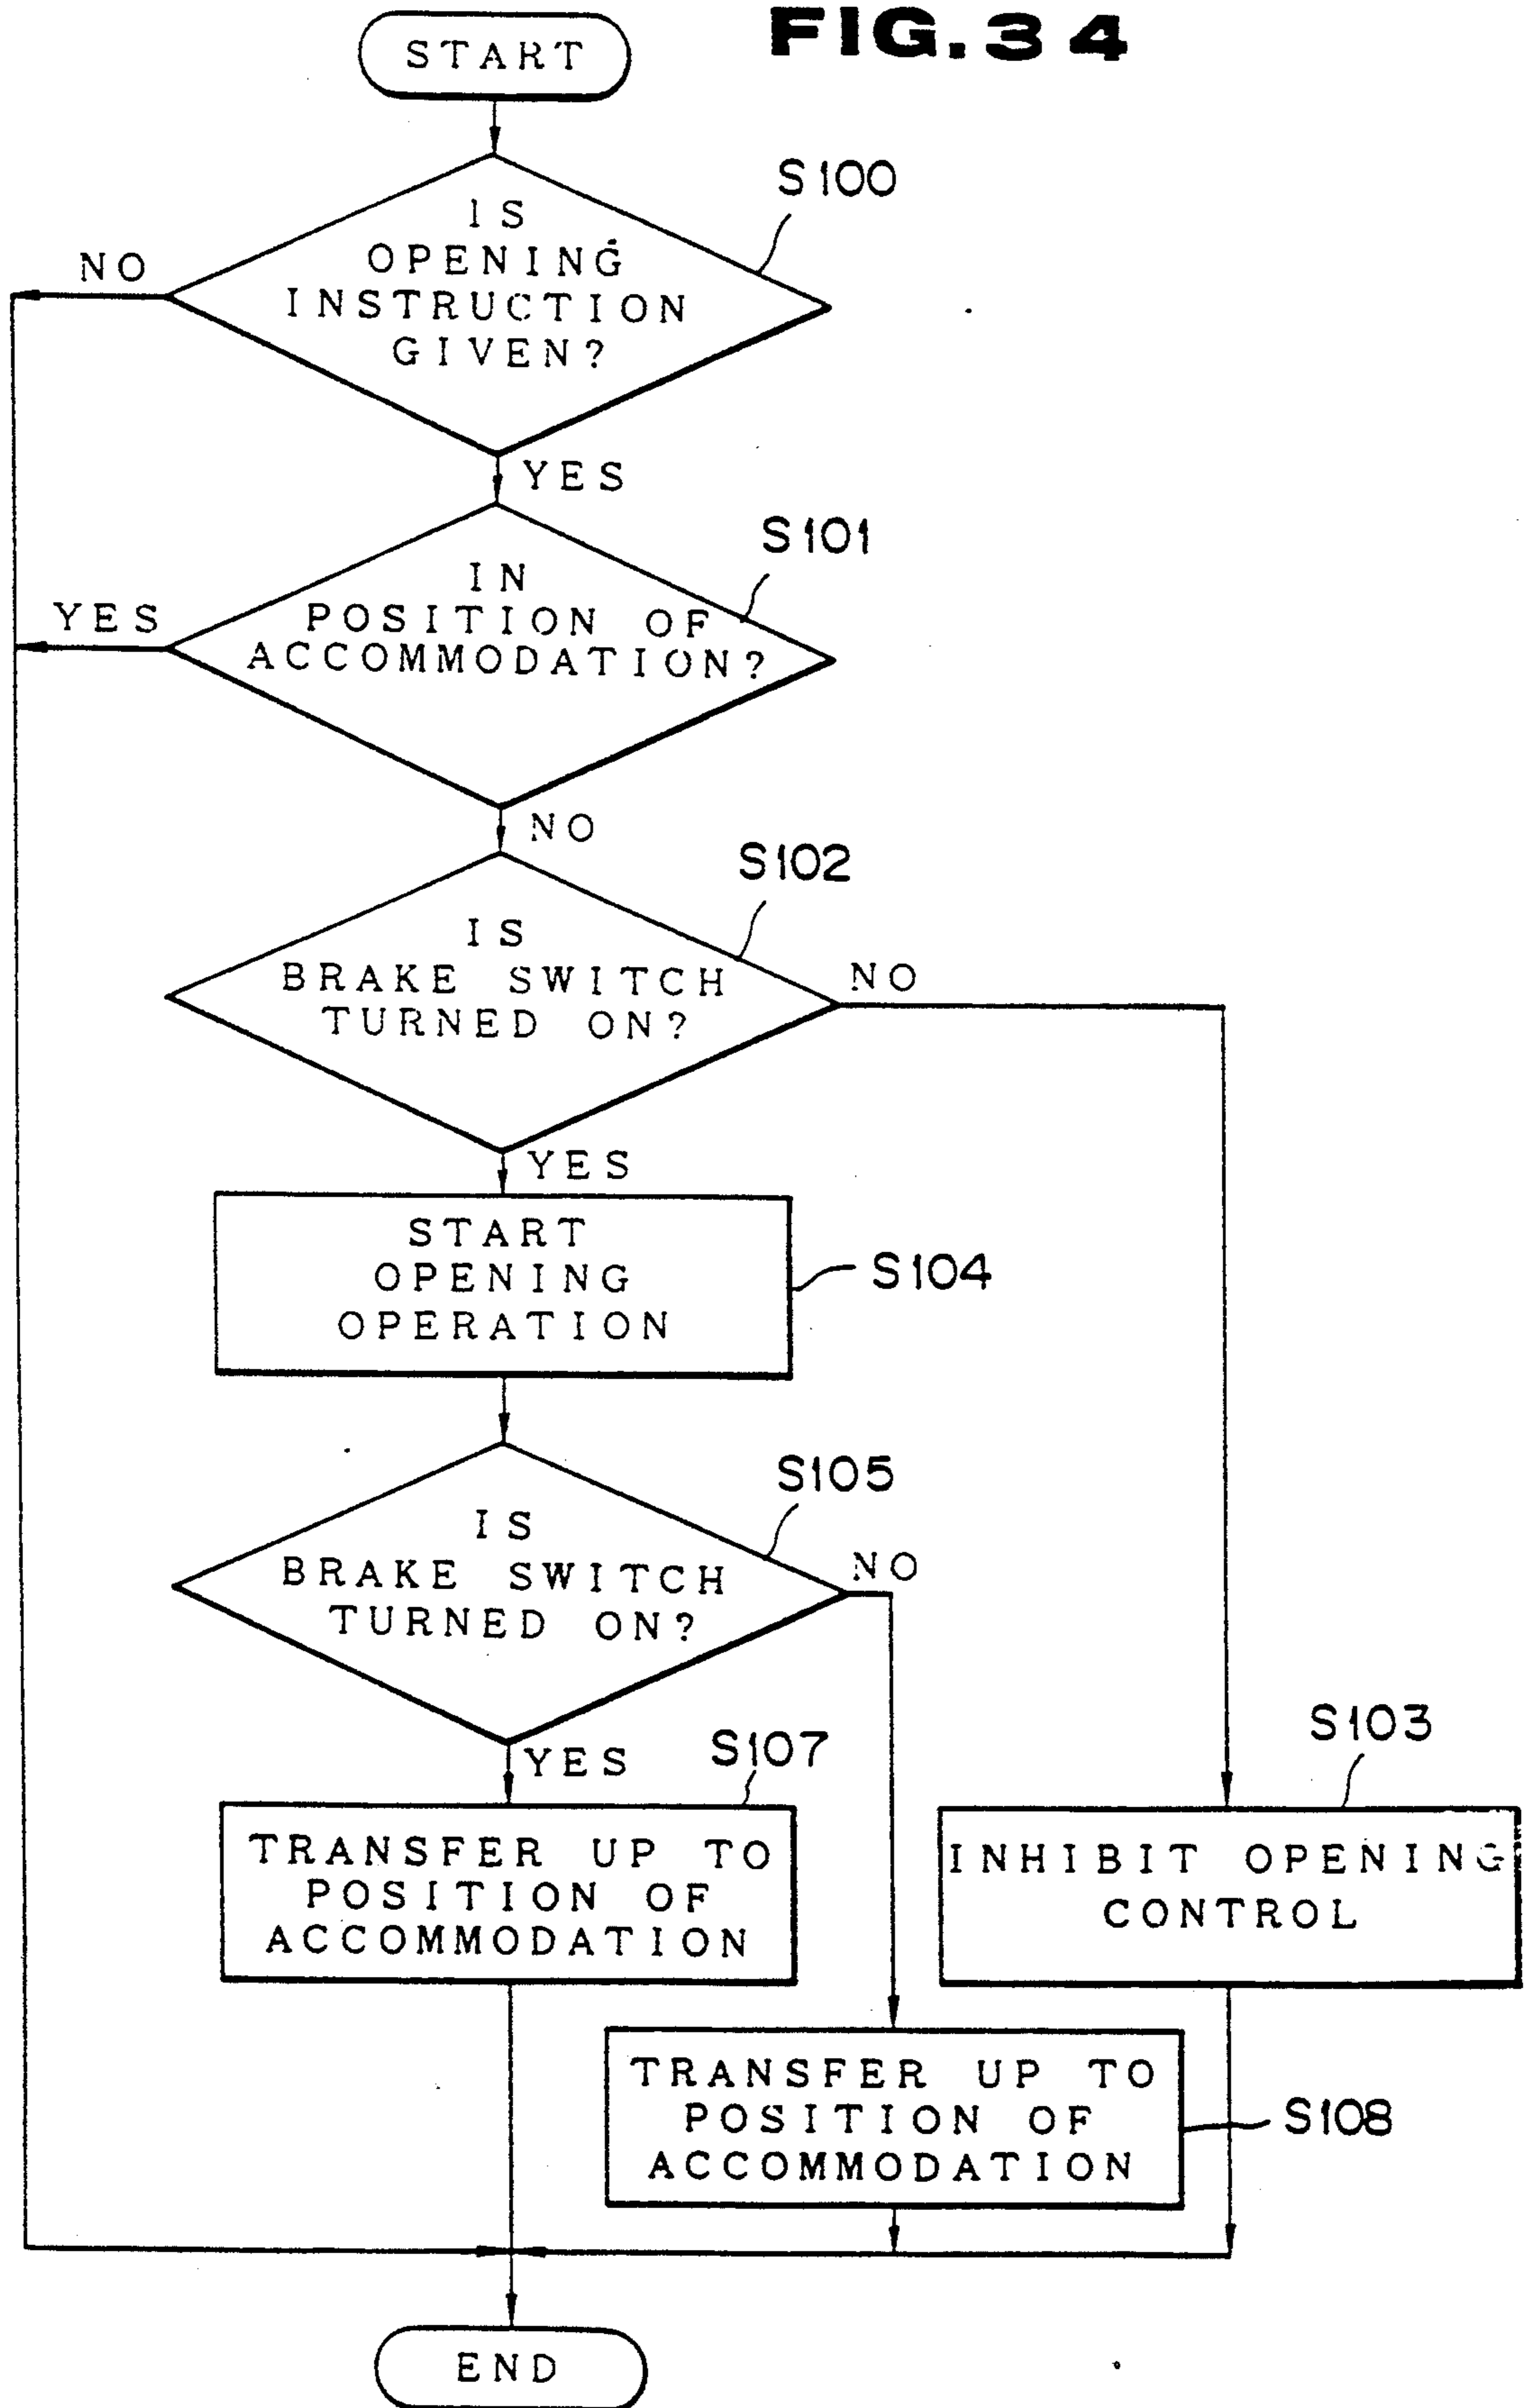 FIG.34
START
S100
IS
OPENING
INSTRUCTION
GIVEN?
NO
YES
S101
IN
POSITION OF
ACCOMMODATION?
YES
NO
S102
IS
BRAKE SWITCH
TURNED ON?
NO
YES
START
OPENING
OPERATION
S104
S105
IS
BRAKE SWITCH
TURNED ON?
NO
YES
S107
TRANSFER UP TO
POSITION OF
ACCOMMODATION
S103
INHIBIT OPENING
CONTROL
TRANSFER UP TO
POSITION OF
ACCOMMODATION
S108
END